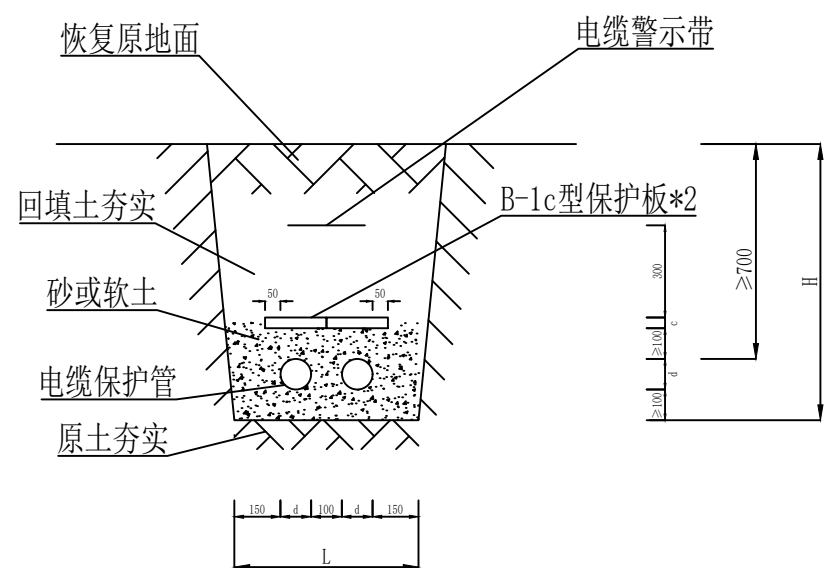 恢复原地面
电缆警示带
回填土夯实
B-1c型保护板*2
砂或软土
50
50
电缆保护管
原土夯实
300
c
≥100
d
≥100
≥700
H
150
d
100
d
150
L